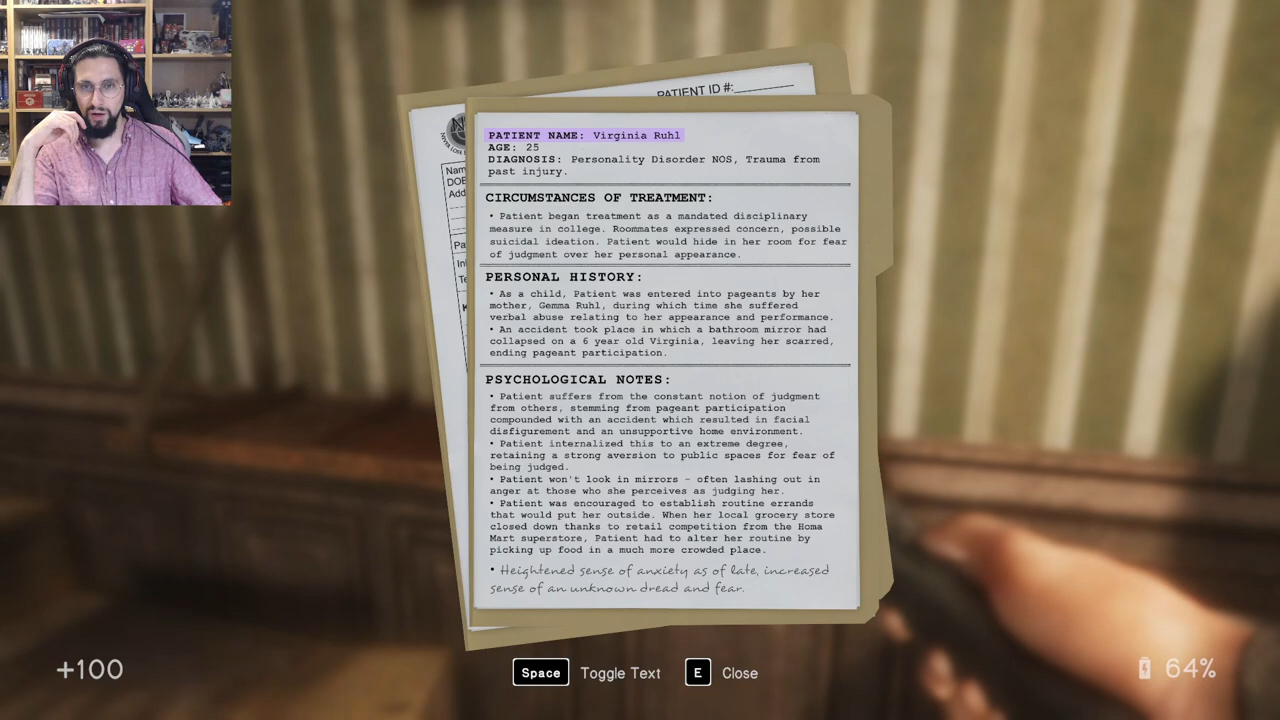 PATIENT ID #:
PATIENT NAME: Virginia Ruhl
AGE: 25
DIAGNOSIS: Personality Disorder NOS, Trauma from
past injury.
CIRCUMSTANCES OF TREATMENT:
• Patient began treatment as a mandated disciplinary
measure in college. Roommates expressed concern, possible
suicidal ideation. Patient would hide in her room for fear
of judgment over her personal appearance.
PERSONAL HISTORY:
• As a child, Patient was entered into pageants by her
mother, Gemma Ruhl, during which time she suffered
verbal abuse relating to her appearance and performance.
• An accident took place in which a bathroom mirror had
collapsed on a 6 year old Virginia, leaving her scarred,
ending pageant participation.
PSYCHOLOGICAL NOTES:
• Patient suffers from the constant notion of judgment
from others, stemming from pageant participation
compounded with an accident which resulted in facial
disfigurement and an unsupportive home environment.
• Patient internalized this to an extreme degree,
retaining a strong aversion to public spaces for fear of
being judged.
• Patient won't look in mirrors – often lashing out in
anger at those who she perceives as judging her.
• Patient was encouraged to establish routine errands
that would put her outside. When her local grocery store
closed down thanks to retail competition from the Homa
Mart superstore, Patient had to alter her routine by
picking up food in a much more crowded place.
• Heightened sense of anxiety as of late, increased
sense of an unknown dread and fear.
+100
Space Toggle Text E Close
64%